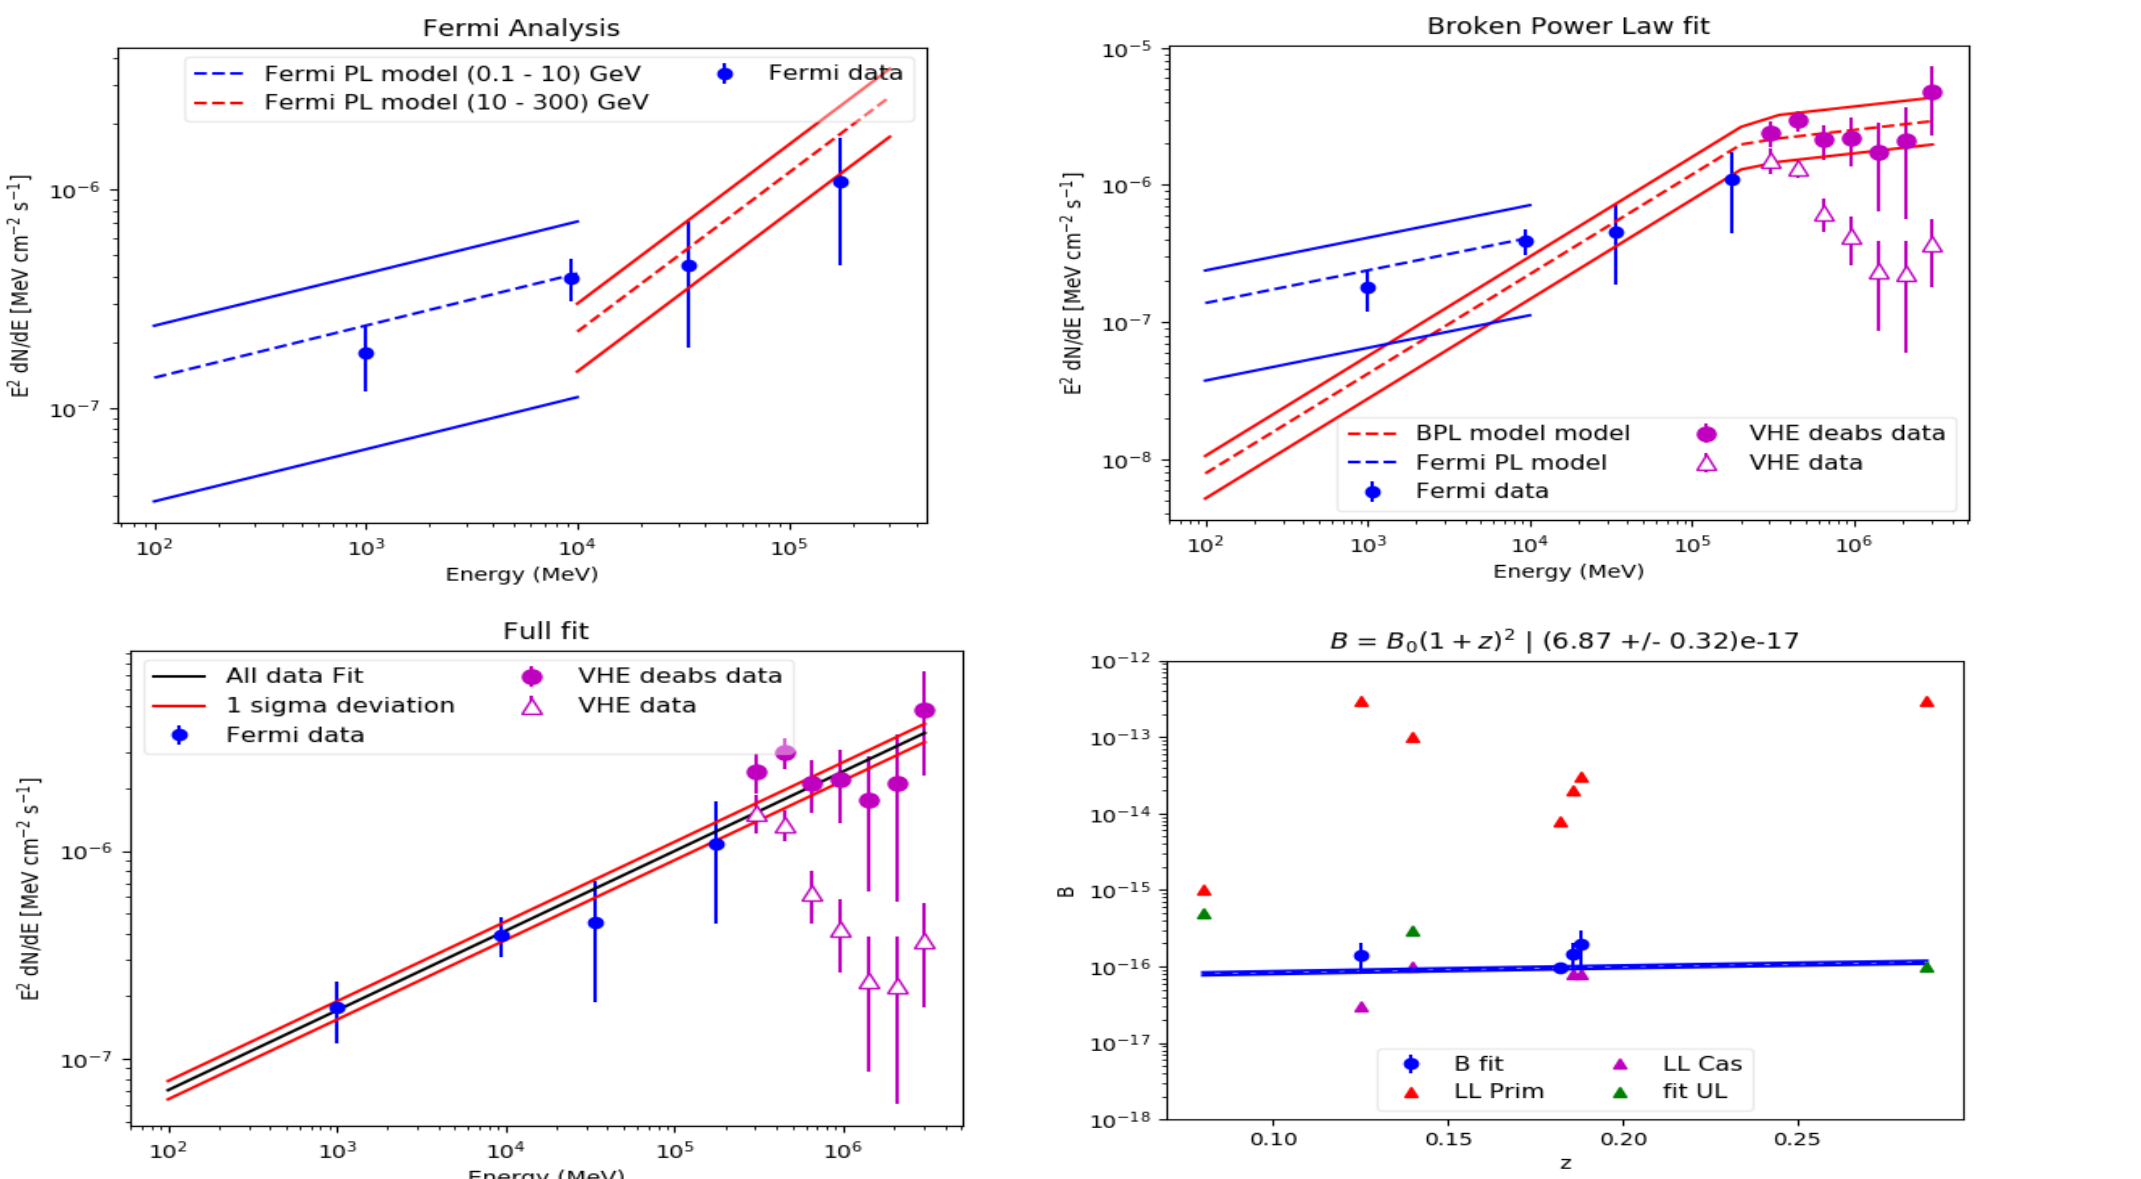 Fermi Analysis
Fermi PL model (0.1 - 10) GeV
Fermi PL model (10 - 300) GeV
Fermi data
E² dN/dE [MeV cm⁻² s⁻¹]
10⁻⁶
10⁻⁷
10² 10³ 10⁴ 10⁵
Energy (MeV)
Broken Power Law fit
E² dN/dE [MeV cm⁻² s⁻¹]
10⁻⁵
10⁻⁶
10⁻⁷
10⁻⁸
BPL model model
Fermi PL model
Fermi data
VHE deabs data
VHE data
10² 10³ 10⁴ 10⁵ 10⁶
Energy (MeV)
Full fit
All data Fit
1 sigma deviation
Fermi data
VHE deabs data
VHE data
E² dN/dE [MeV cm⁻² s⁻¹]
10⁻⁶
10⁻⁷
10² 10³ 10⁴ 10⁵ 10⁶
Energy (MeV)
B = B₀(1 + z)² | (6.87 +/- 0.32)e-17
B
10⁻¹²
10⁻¹³
10⁻¹⁴
10⁻¹⁵
10⁻¹⁶
10⁻¹⁷
10⁻¹⁸
B fit
LL Prim
LL Cas
fit UL
0.10 0.15 0.20 0.25
z